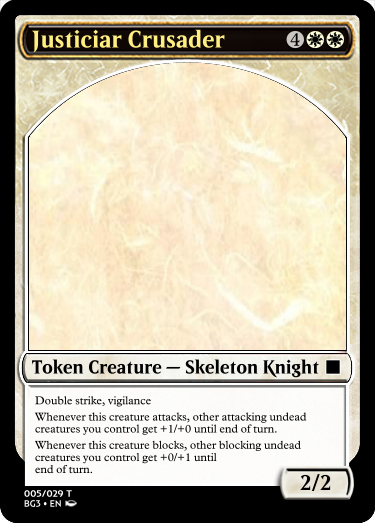 Justiciar Crusader 4
Token Creature — Skeleton Knight
Double strike, vigilance
Whenever this creature attacks, other attacking undead
creatures you control get +1/+0 until end of turn.
Whenever this creature blocks, other blocking undead
creatures you control get +0/+1 until
end of turn.
2/2
005/029 T
BG3 • EN